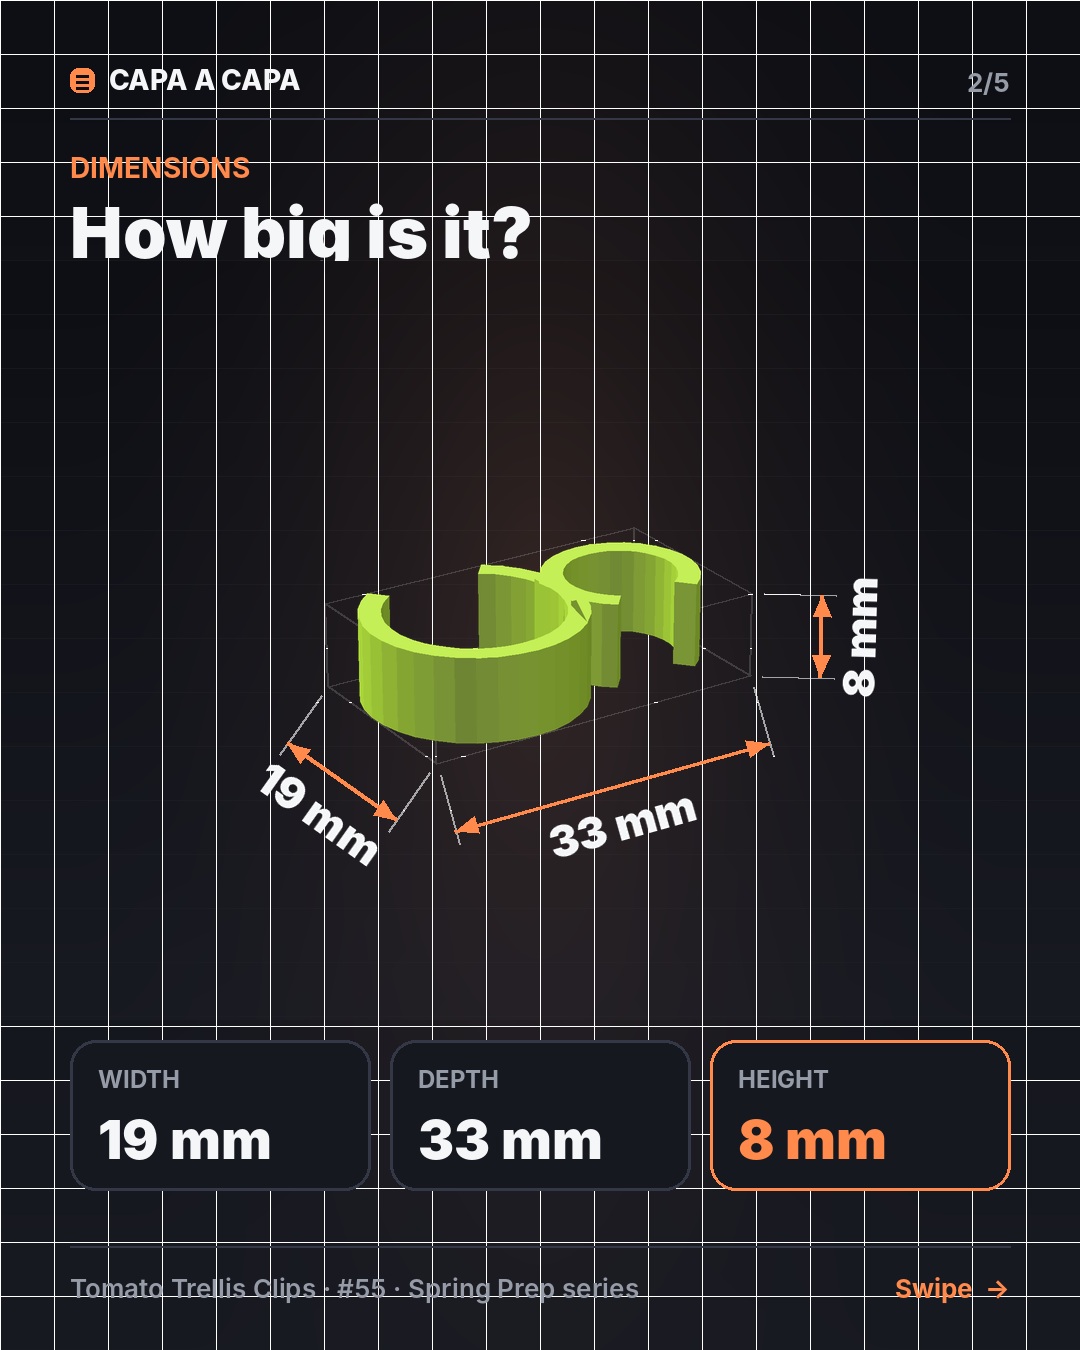 CAPA A CAPA
2/5
DIMENSIONS
How big is it?
8 mm
19 mm
33 mm
WIDTH
DEPTH
HEIGHT
19 mm
33 mm
8 mm
Tomato Trellis Clips · #55 · Spring Prep series
Swipe →